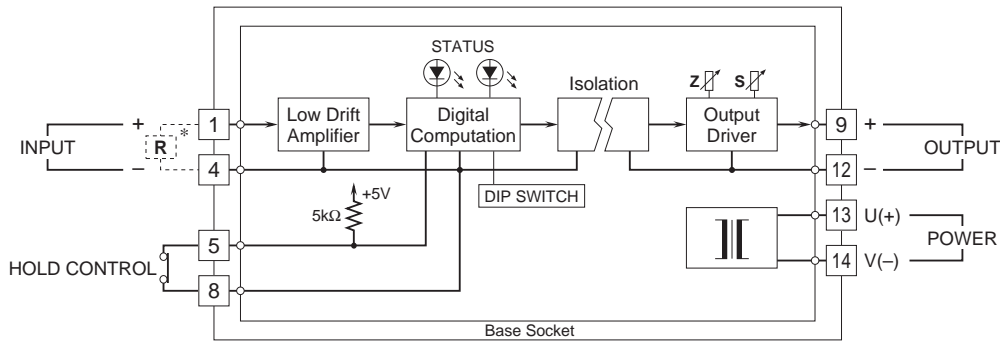 STATUS
Isolation
Z
S
Low Drift
Amplifier
Digital
Computation
Output
Driver
INPUT
+
–
R
*
1
4
9
+
12
–
OUTPUT
DIP SWITCH
+5V
5kΩ
HOLD CONTROL
5
8
13
U(+)
14
V(–)
POWER
Base Socket